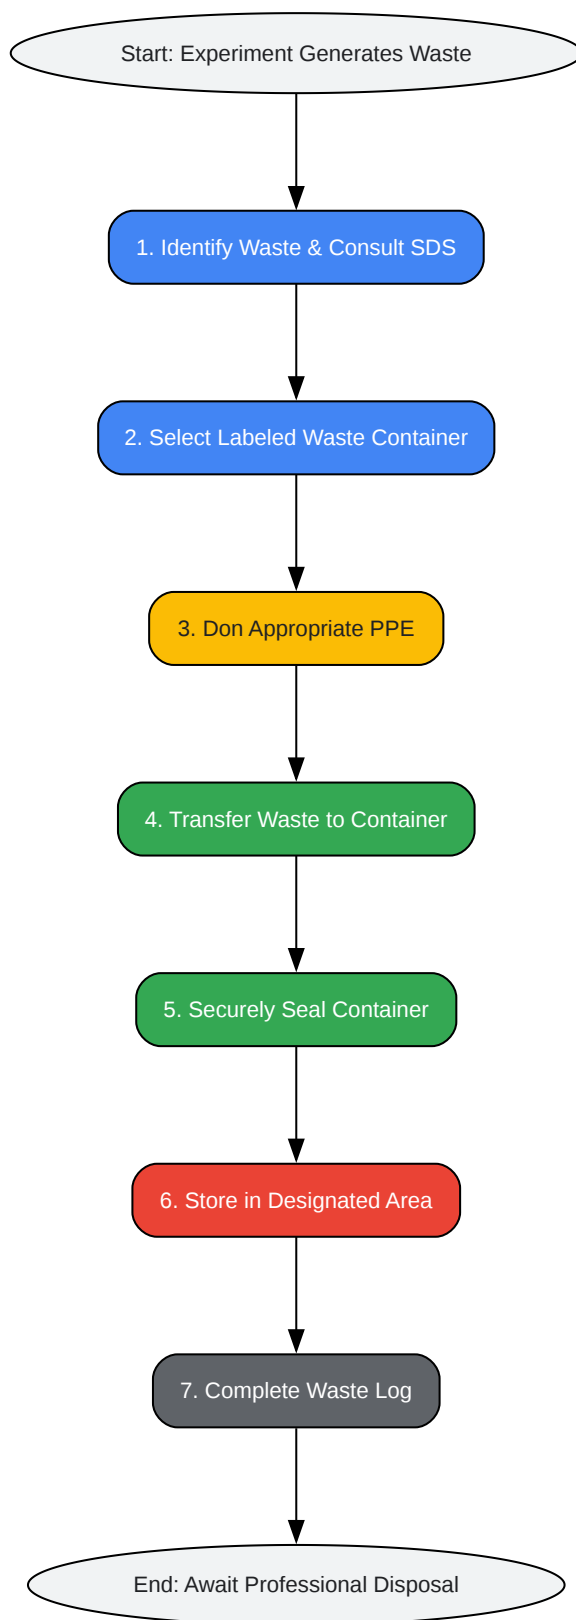 Start: Experiment Generates Waste
1. Identify Waste & Consult SDS
2. Select Labeled Waste Container
3. Don Appropriate PPE
4. Transfer Waste to Container
5. Securely Seal Container
6. Store in Designated Area
7. Complete Waste Log
End: Await Professional Disposal